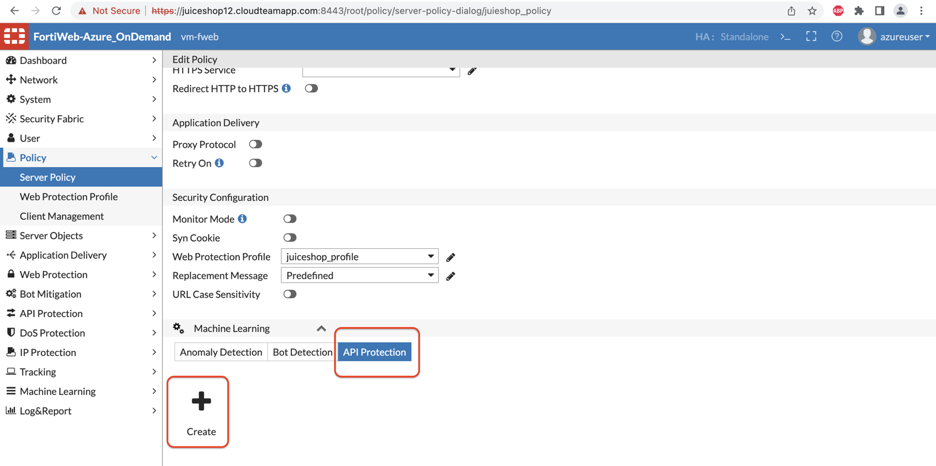 Not Secure | https://juiceshop12.cloudteamapp.com:8443/root/policy/server-policy-dialog/juieshop_policy
ABP
FortiWeb-Azure_OnDemand vm-fweb HA: Standalone >_ azureuser
Dashboard
Network
System
Security Fabric
User
Policy
Server Policy
Web Protection Profile
Client Management
Server Objects
Application Delivery
Web Protection
Bot Mitigation
API Protection
DoS Protection
IP Protection
Tracking
Machine Learning
Log&Report
Edit Policy
HTTPS Service
Redirect HTTP to HTTPS
Application Delivery
Proxy Protocol
Retry On
Security Configuration
Monitor Mode
Syn Cookie
Web Protection Profile juiceshop_profile
Replacement Message Predefined
URL Case Sensitivity
Machine Learning
Anomaly Detection Bot Detection API Protection
Create